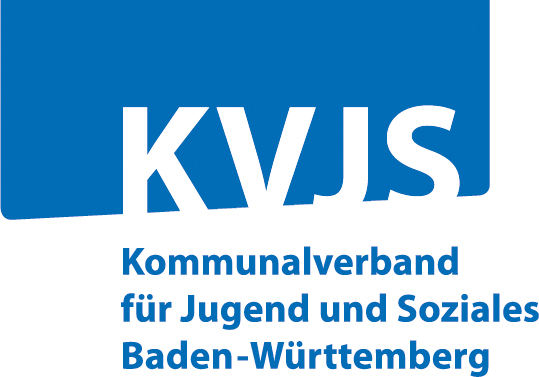 KVJS
Kommunalverband
für Jugend und Soziales
Baden-Württemberg